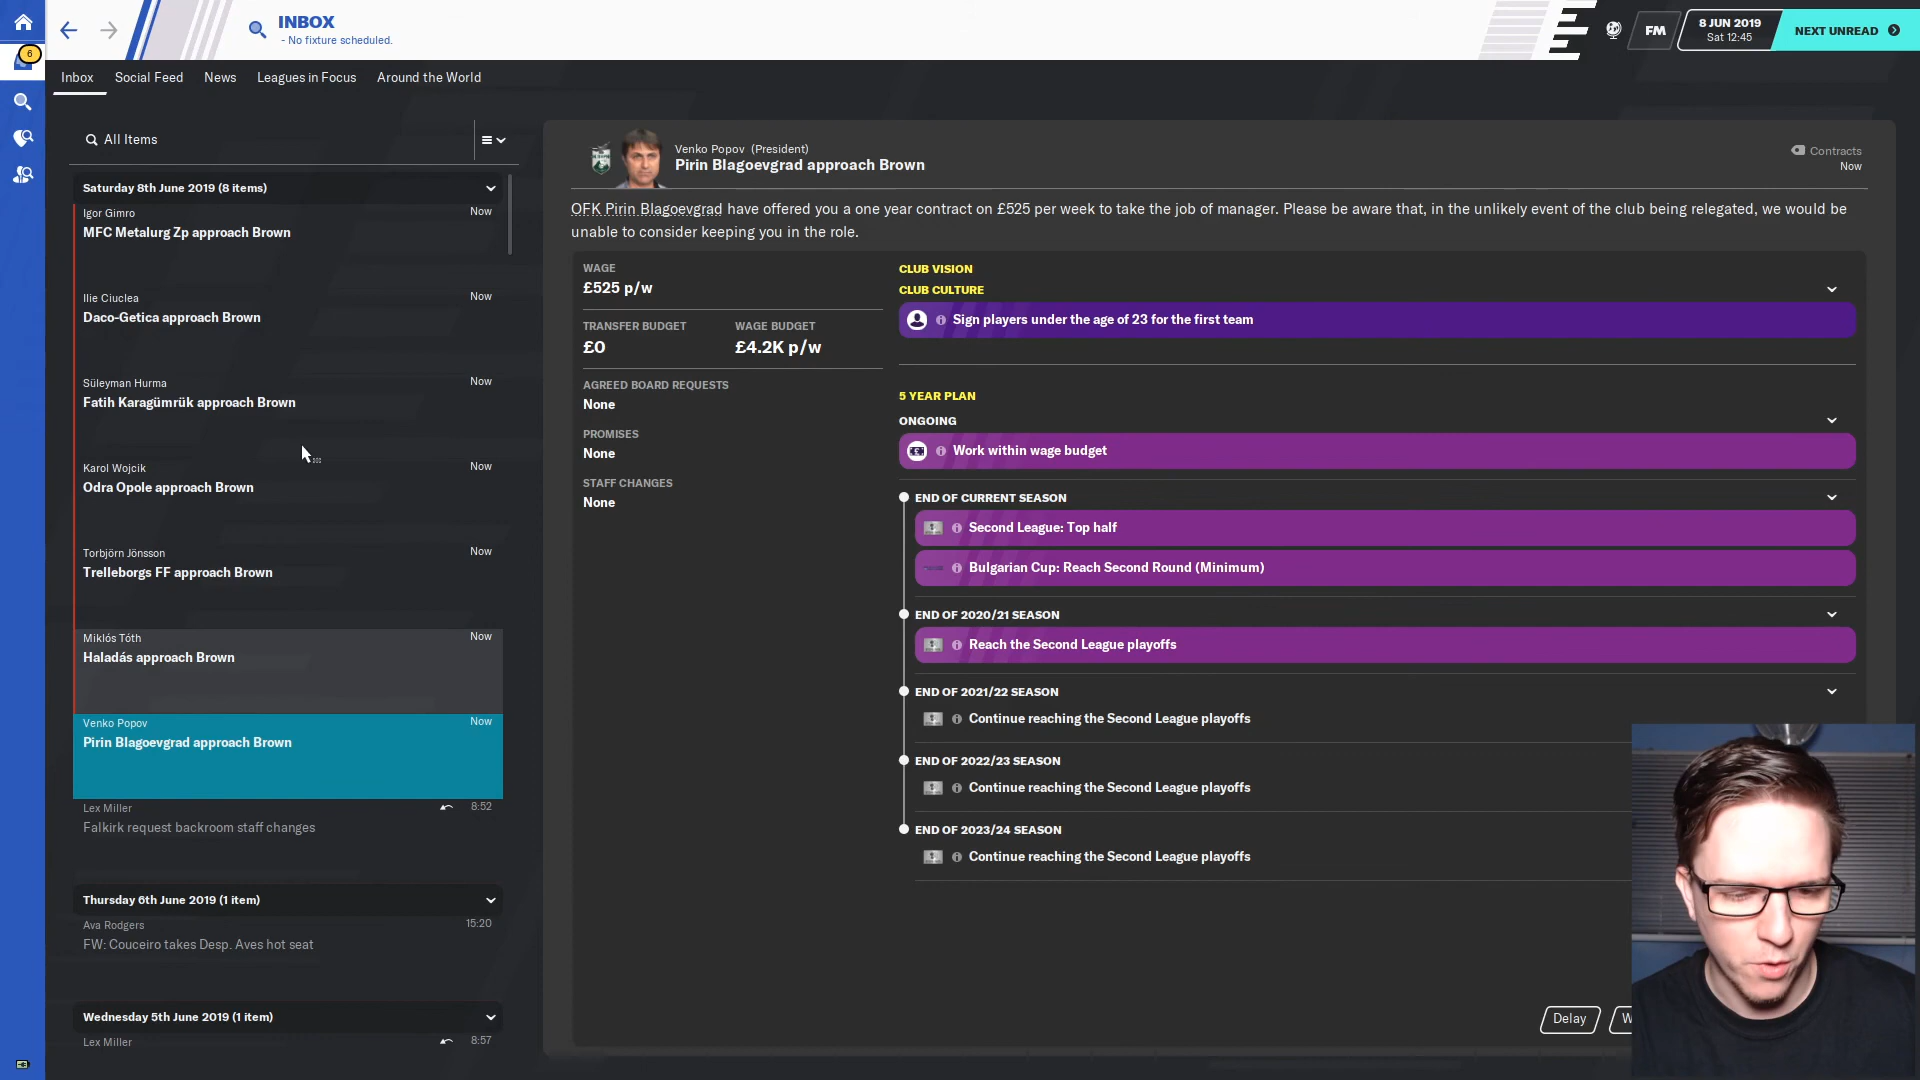 INBOX
- No fixture scheduled.
FM
8 JUN 2019
Sat 12:45
NEXT UNREAD
6
Inbox
Social Feed
News
Leagues in Focus
Around the World
All Items
Saturday 8th June 2019 (8 items)
Igor Gimro
Now
MFC Metalurg Zp approach Brown
Ilie Ciuclea
Now
Daco-Getica approach Brown
Süleyman Hurma
Now
Fatih Karagümrük approach Brown
Karol Wojcik
Now
Odra Opole approach Brown
Torbjörn Jönsson
Now
Trelleborgs FF approach Brown
Miklós Tóth
Now
Haladás approach Brown
Venko Popov
Now
Pirin Blagoevgrad approach Brown
Lex Miller
8:52
Falkirk request backroom staff changes
Thursday 6th June 2019 (1 item)
Ava Rodgers
15:20
FW: Couceiro takes Desp. Aves hot seat
Wednesday 5th June 2019 (1 item)
Lex Miller
8:57
Venko Popov (President)
Pirin Blagoevgrad approach Brown
Contracts
Now
OFK Pirin Blagoevgrad have offered you a one year contract on £525 per week to take the job of manager. Please be aware that, in the unlikely event of the club being relegated, we would be
unable to consider keeping you in the role.
WAGE
£525 p/w
TRANSFER BUDGET
£0
WAGE BUDGET
£4.2K p/w
AGREED BOARD REQUESTS
None
PROMISES
None
STAFF CHANGES
None
CLUB VISION
CLUB CULTURE
Sign players under the age of 23 for the first team
5 YEAR PLAN
ONGOING
Work within wage budget
END OF CURRENT SEASON
Second League: Top half
Bulgarian Cup: Reach Second Round (Minimum)
END OF 2020/21 SEASON
Reach the Second League playoffs
END OF 2021/22 SEASON
Continue reaching the Second League playoffs
END OF 2022/23 SEASON
Continue reaching the Second League playoffs
END OF 2023/24 SEASON
Continue reaching the Second League playoffs
Delay